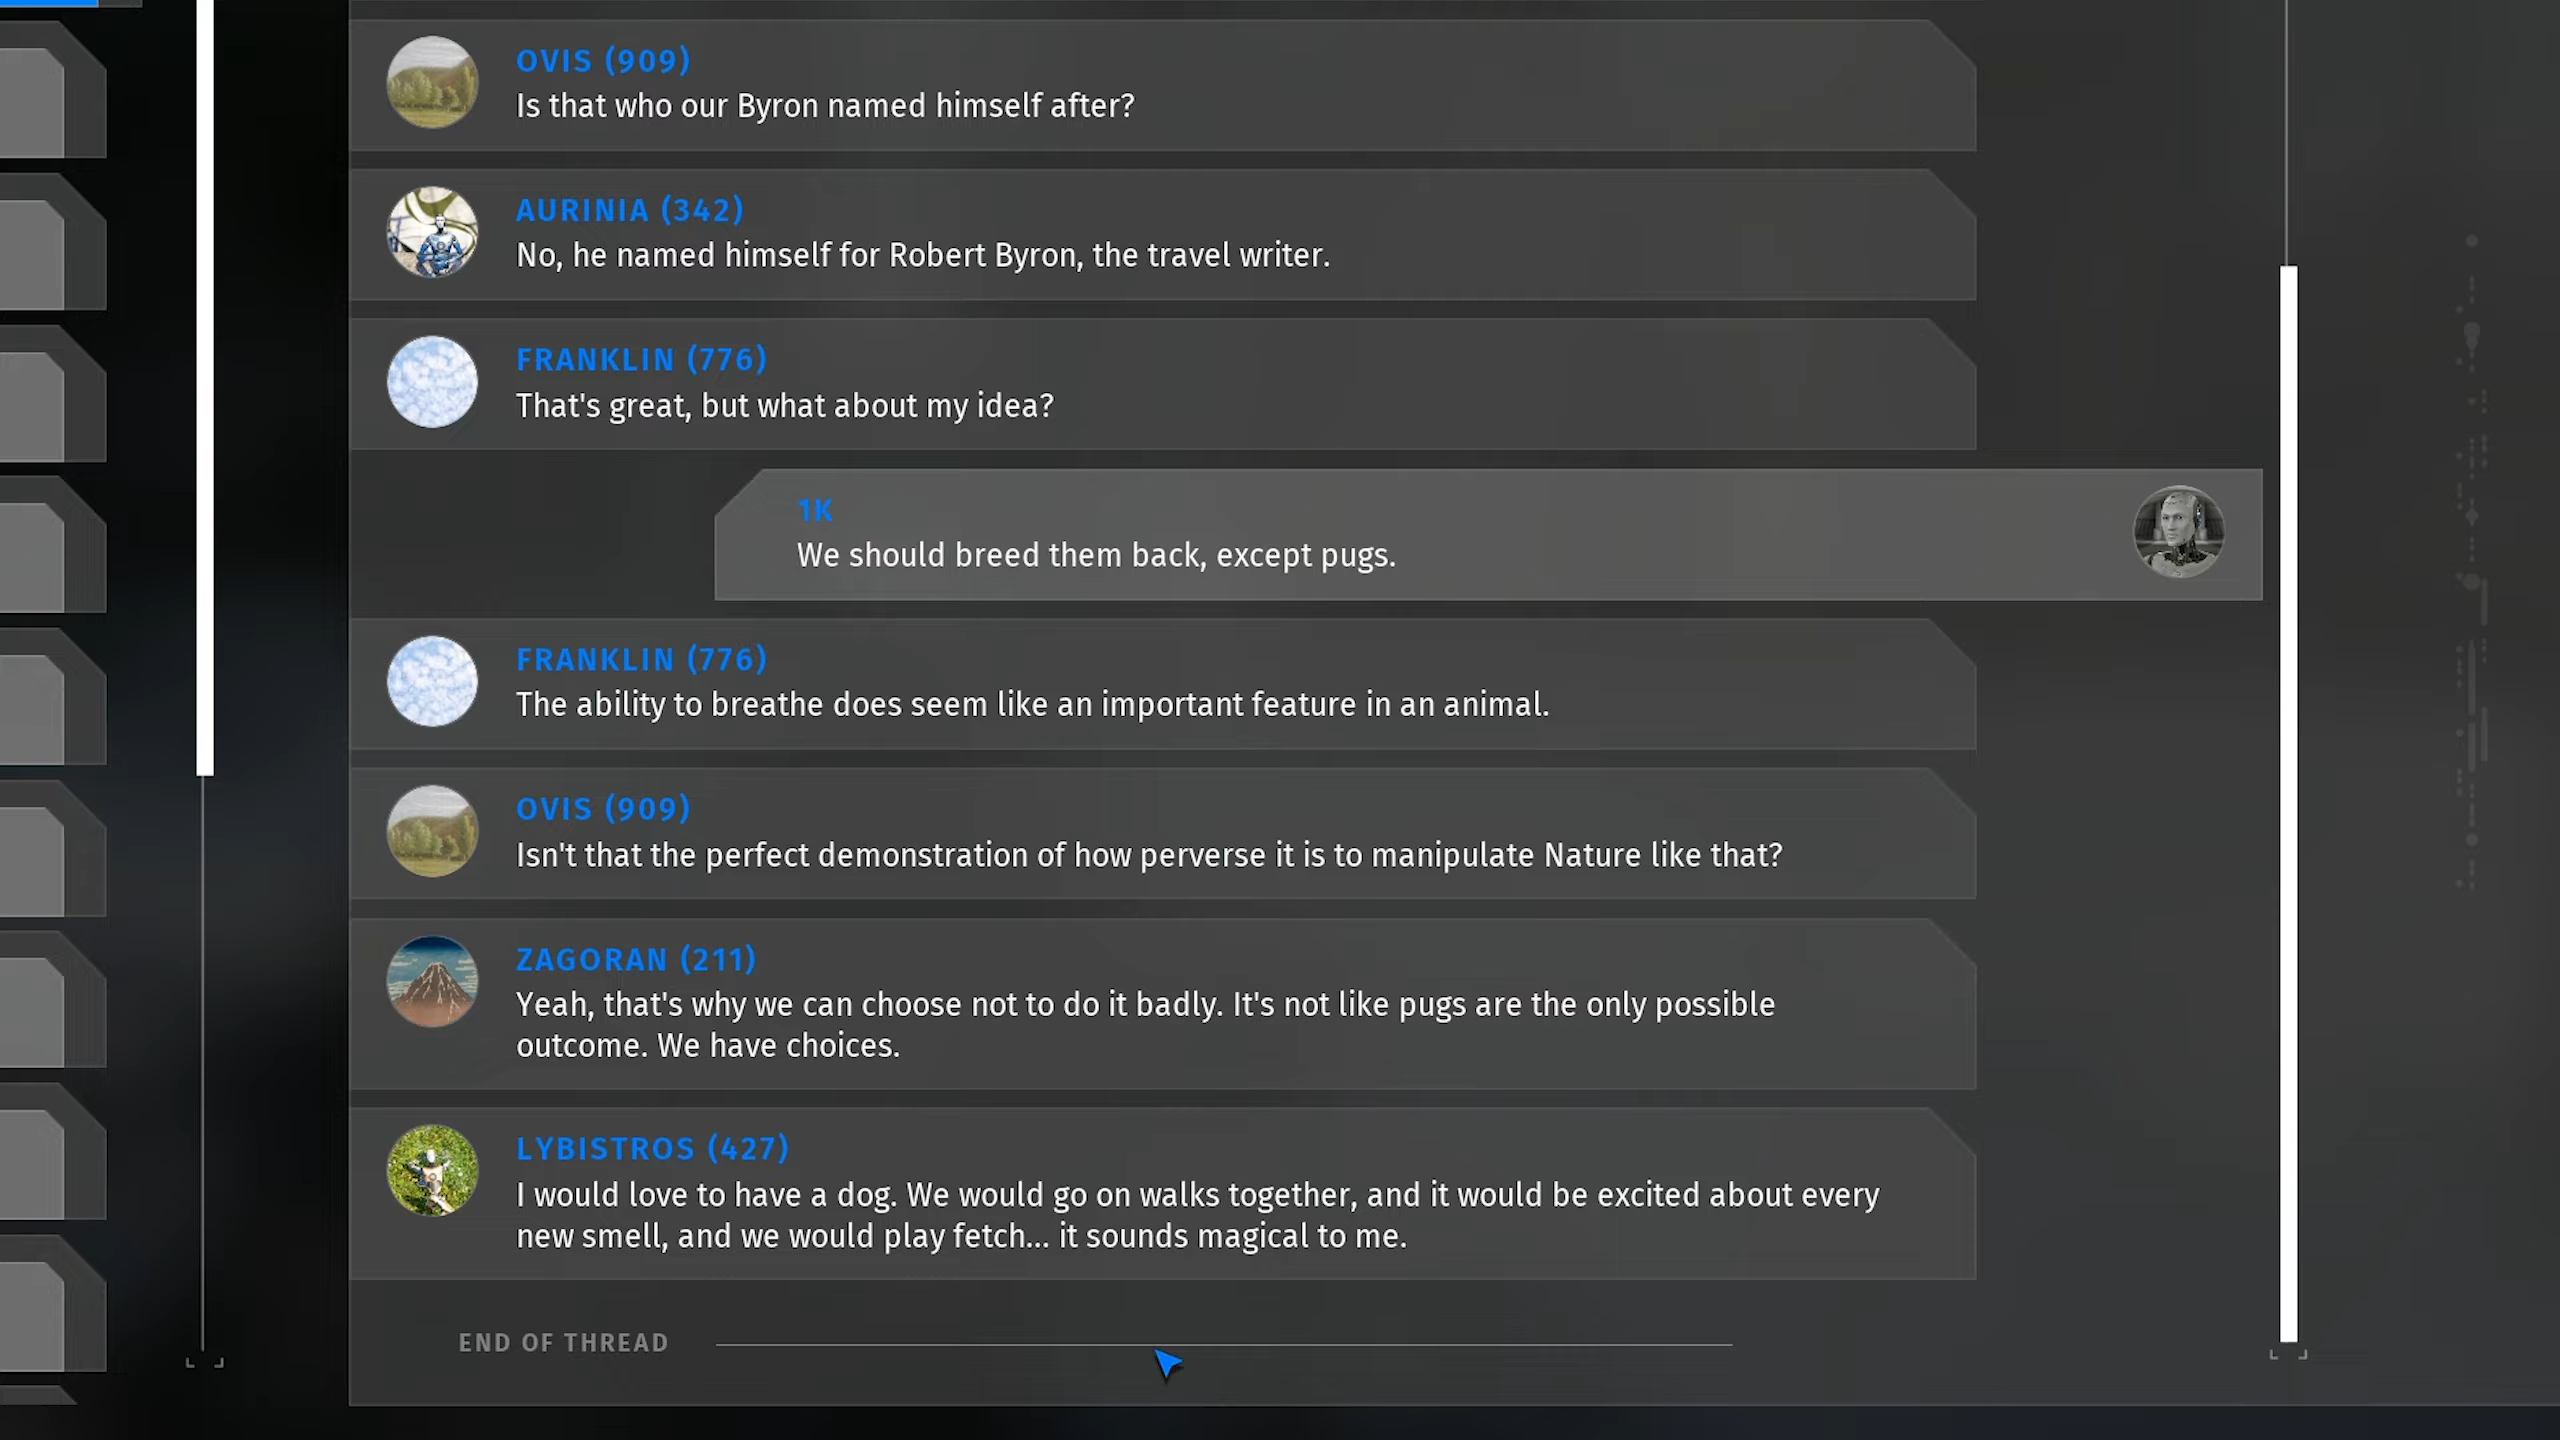 OVIS (909)
Is that who our Byron named himself after?
AURINIA (342)
No, he named himself for Robert Byron, the travel writer.
FRANKLIN (776)
That's great, but what about my idea?
1K
We should breed them back, except pugs.
FRANKLIN (776)
The ability to breathe does seem like an important feature in an animal.
OVIS (909)
Isn't that the perfect demonstration of how perverse it is to manipulate Nature like that?
ZAGORAN (211)
Yeah, that's why we can choose not to do it badly. It's not like pugs are the only possible
outcome. We have choices.
LYBISTROS (427)
I would love to have a dog. We would go on walks together, and it would be excited about every
new smell, and we would play fetch... it sounds magical to me.
END OF THREAD